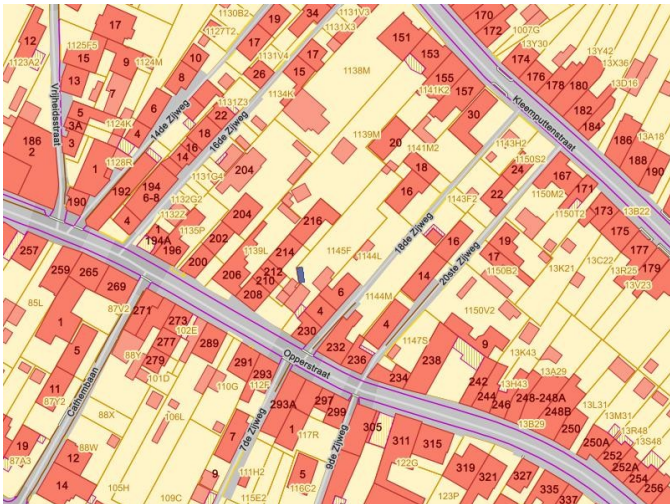 1130B2
1127T2
17
12
1123A2
1125F5
15
9
1124M
13
7
19
34
1131V3
1131X3
17
10
8
1131V4
17
26
15
1138M
151
153
155
1141K2
157
30
170
172
1007G
13Y30
174
176
178
180
182
184
13Y42
13X36
13D16
Kleemputtenstraat
Vrijheidsstraat
5
3A
3
1124K
6
4
14de Zijweg
1131Z3
22
18
16
14
1134K
16de Zijweg
1139M
20
1141M2
18
16
1143H2
1150S2
24
22
186
188
190
13A18
186
2
1128R
1
190
192
194
6-8
4
1131G4
204
1132G2
1132Z
1135P
1
194A
196
200
202
204
206
1139L
216
214
212
210
208
1145F
1144L
1143F2
18de Zijweg
16
14
1150M2
167
171
1150T2
173
175
177
179
13B22
13C22
13R25
13V23
13K21
19
17
1150B2
20ste Zijweg
257
259
265
269
85L
87V2
271
273
102E
277
279
88Y
101D
289
291
293
110G
112F
6
4
230
232
236
1144M
4
1147S
234
238
1150V2
9
13K43
13A29
13H43
242
244
246
248-248A
248B
13B29
250
13L31
13M31
13R48
13S48
250A
252
252A
254
256
Opperstraat
1
5
11
87Y2
Cathembaan
88X
106L
19
87A3
88W
12
14
105H
109C
7
9
7de Zijweg
111H2
115E2
293A
1
117R
297
299
5
116C2
9de Zijweg
305
311
315
122G
123P
319
321
327
335
337